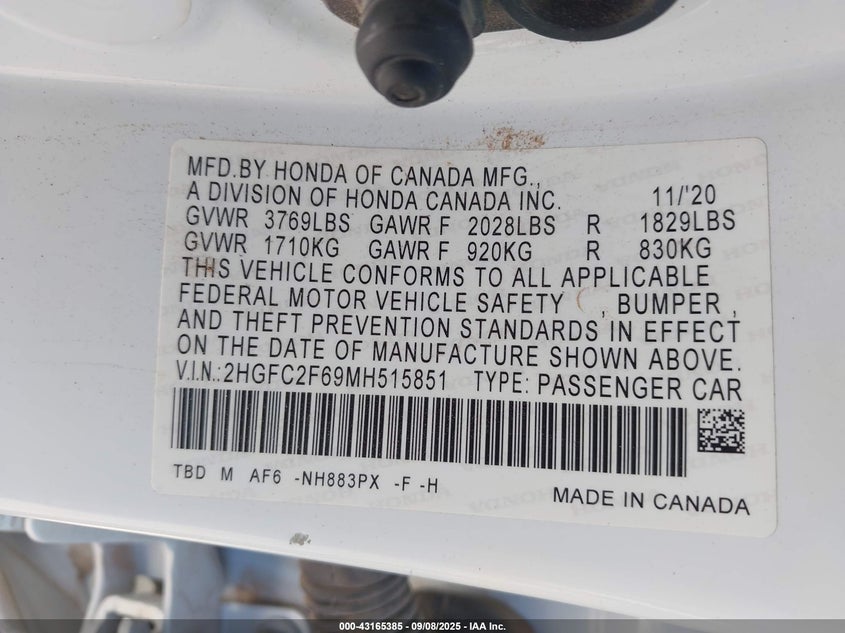 MFD.BY HONDA OF CANADA MFG.,
A DIVISION OF HONDA CANADA INC. 11/'20
GVWR 3769LBS GAWR F 2028LBS R 1829LBS
GVWR 1710KG GAWR F 920KG R 830KG
THIS VEHICLE CONFORMS TO ALL APPLICABLE
FEDERAL MOTOR VEHICLE SAFETY , BUMPER ,
AND THEFT PREVENTION STANDARDS IN EFFECT
ON THE DATE OF MANUFACTURE SHOWN ABOVE.
V.I.N.: 2HGFC2F69MH515851 TYPE: PASSENGER CAR
TBD M AF6 -NH883PX -F -H
MADE IN CANADA
000-43165385 - 09/08/2025 - IAA Inc.